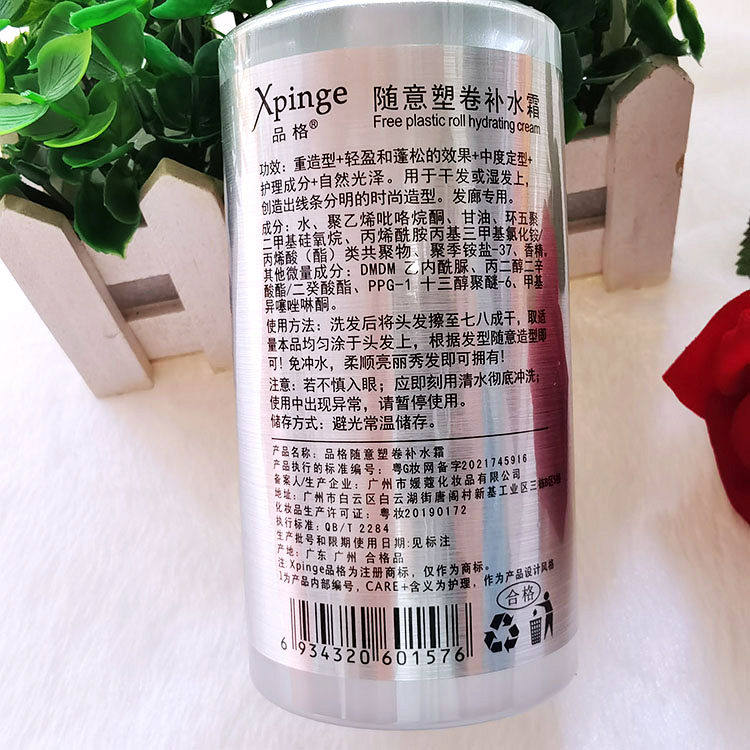 Xpinge
品格®
随意塑卷补水霜
Free plastic roll hydrating cream
功效：重造型+轻盈和蓬松的效果+中度定型+
护理成分+自然光泽。用于干发或湿发上，
创造出线条分明的时尚造型。发廊专用。
成分：水、聚乙烯吡咯烷酮、甘油、环五聚
二甲基硅氧烷、丙烯酰胺丙基三甲基氯化铵/
丙烯酸（酯）类共聚物、聚季铵盐-37、香精。
其他微量成分：DMDM 乙内酰脲、丙二醇二辛
酸酯/二癸酸酯、PPG-1 十三醇聚醚-6、甲基
异噻唑啉酮。
使用方法：洗发后将头发擦至七八成干，取适
量本品均匀涂于头发上，根据发型随意造型即
可！免冲水，柔顺亮丽秀发即可拥有！
注意：若不慎入眼；应即刻用清水彻底冲洗；
使用中出现异常，请暂停使用。
储存方式：避光常温储存。
产品名称：品格随意塑卷补水霜
产品执行的标准编号：粤G妆网备字2021745916
备案人/生产企业：广州市媛蔻化妆品有限公司
地址：广州市白云区白云湖街唐阁村新基工业区三
化妆品生产许可证：粤妆20190172
执行标准：QB/T 2284
生产批号和限期使用日期：见标注
产地：广东 广州 合格品
注：Xpinge品格为注册商标，仅作为商标。
1为产品内部编号，CARE+含义为护理，作为产品设计风格
合格
6 934320 601576